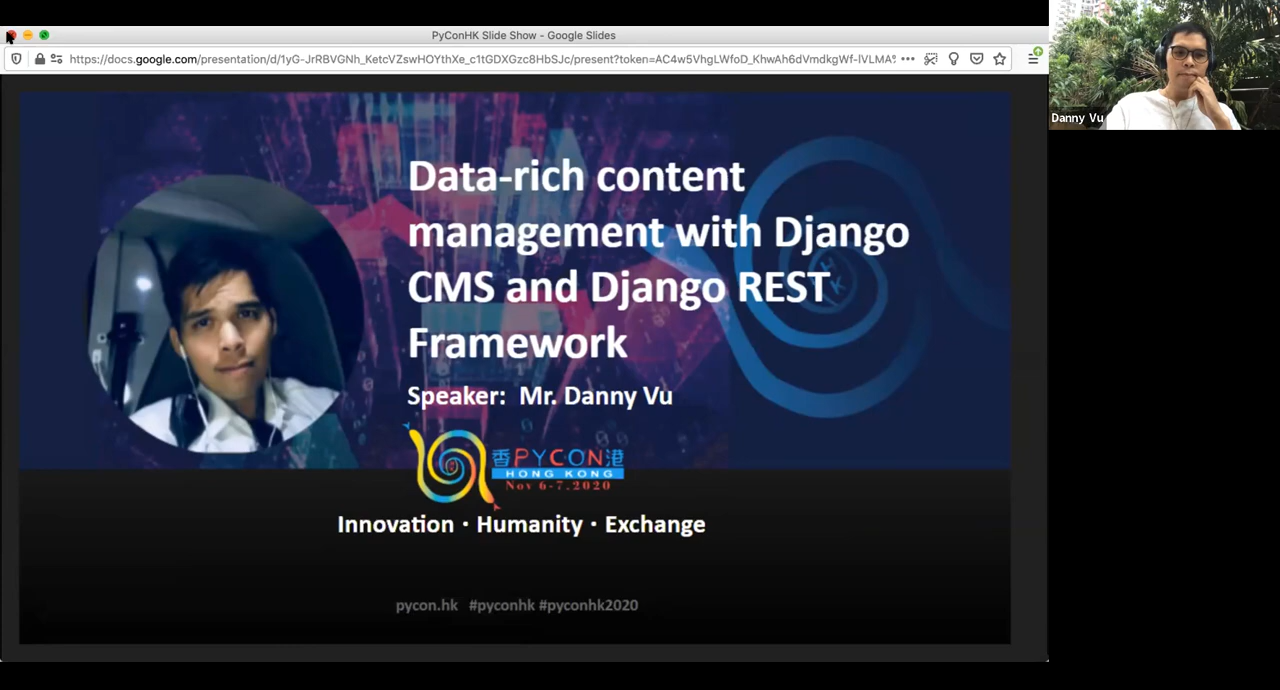 PyConHK Slide Show - Google Slides
https://docs.google.com/presentation/d/1yG-JrRBVGNh_KetcVZswHOYthXe_c1tGDXGzc8HbSJc/present?token=AC4w5VhgLWfoD_KhwAh6dVmdkgWf-IVLMA%
Danny Vu
Data-rich content
management with Django
CMS and Django REST
Framework
Speaker: Mr. Danny Vu
香PYCON港
HONG KONG
Nov 6-7.2020
Innovation · Humanity · Exchange
pycon.hk #pyconhk #pyconhk2020